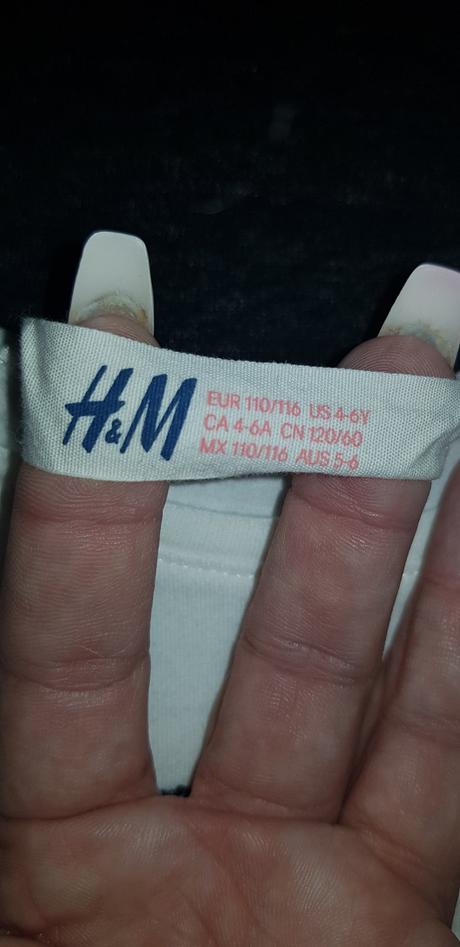 H&M
EUR 110/116 US 4-6Y
CA 4-6A CN 120/60
MX 110/116 AUS 5-6